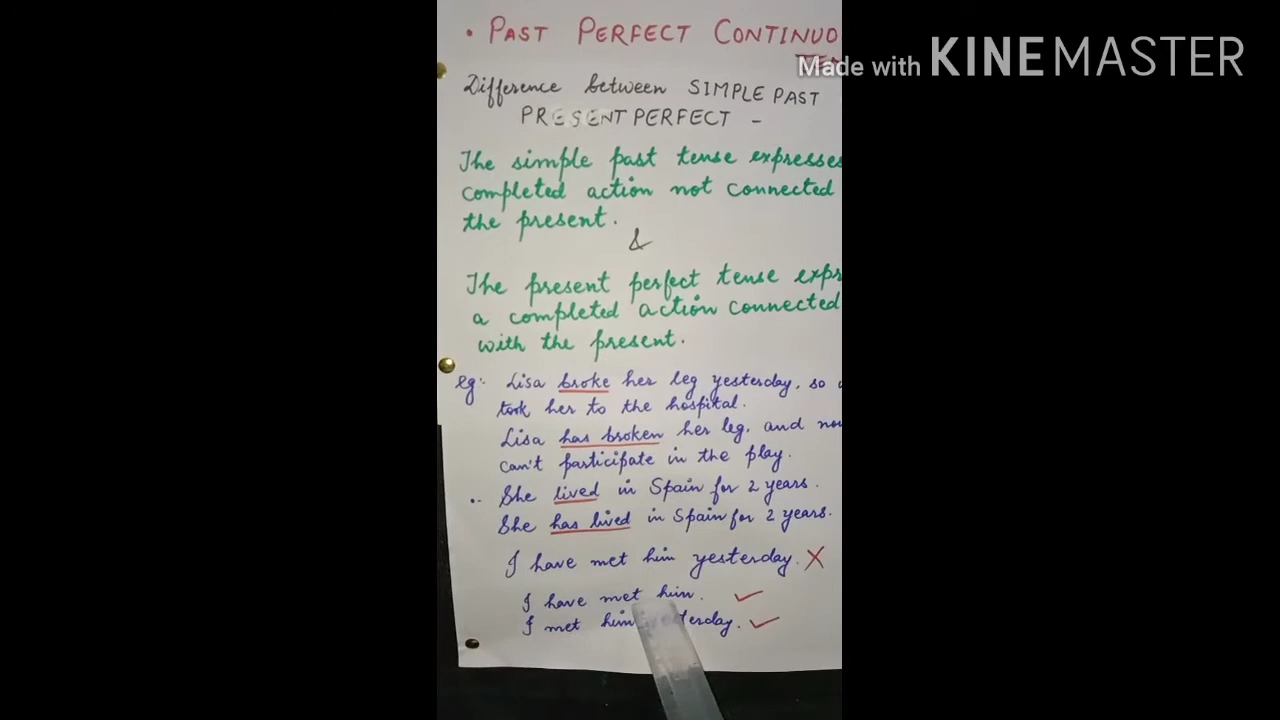 • PAST PERFECT CONTINUO
TEN
Made with KINEMASTER
Difference between SIMPLE PAST
PRESENT PERFECT -
The simple past tense expresses
completed action not connected
the present.
&
The present perfect tense expr
a completed action connected
with the present.
eg: Lisa broke her leg yesterday, so
took her to the hospital.
Lisa has broken her leg, and no
can't participate in the play.
.. She lived in Spain for 2 years.
She has lived in Spain for 2 years.
I have met him yesterday. X
I have met him. ✓
I met him yesterday. ✓